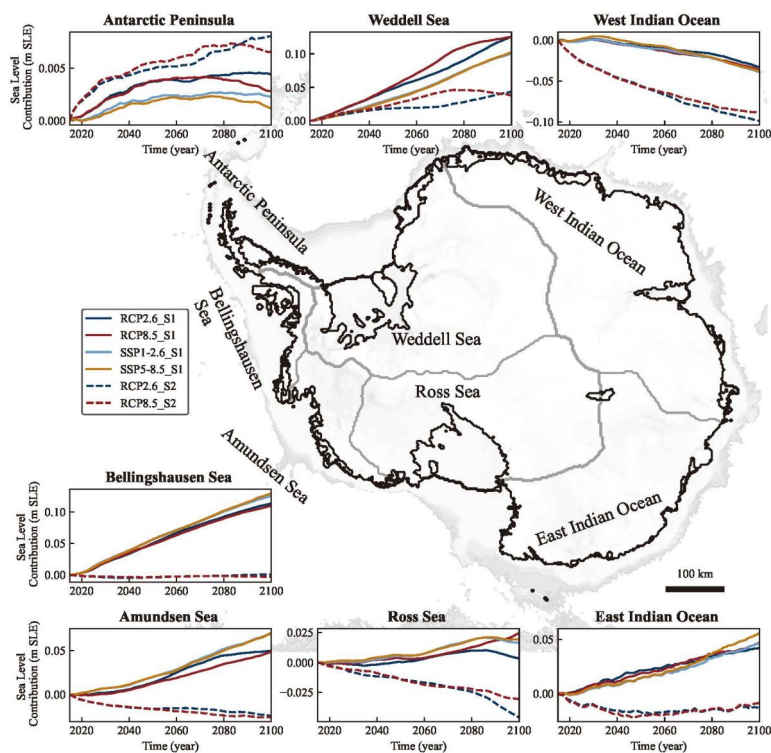 Antarctic Peninsula
Weddell Sea
West Indian Ocean
Sea Level
Contribution (m SLE)
0.005
0.000
2020 2040 2060 2080 2100
Time (year)
0.10
0.05
0.00
2020 2040 2060 2080 2100
Time (year)
0.00
−0.05
−0.10
2020 2040 2060 2080 2100
Time (year)
Antarctic Peninsula
West Indian Ocean
Bellingshausen
Sea
Weddell Sea
Ross Sea
Amundsen Sea
East Indian Ocean
RCP2.6_S1
RCP8.5_S1
SSP1-2.6_S1
SSP5-8.5_S1
RCP2.6_S2
RCP8.5_S2
100 km
Bellingshausen Sea
Sea Level
Contribution (m SLE)
0.10
0.05
0.00
2020 2040 2060 2080 2100
Time (year)
Amundsen Sea
Ross Sea
East Indian Ocean
Sea Level
Contribution (m SLE)
0.05
0.00
2020 2040 2060 2080 2100
Time (year)
0.025
0.000
−0.025
2020 2040 2060 2080 2100
Time (year)
0.05
0.00
2020 2040 2060 2080 2100
Time (year)